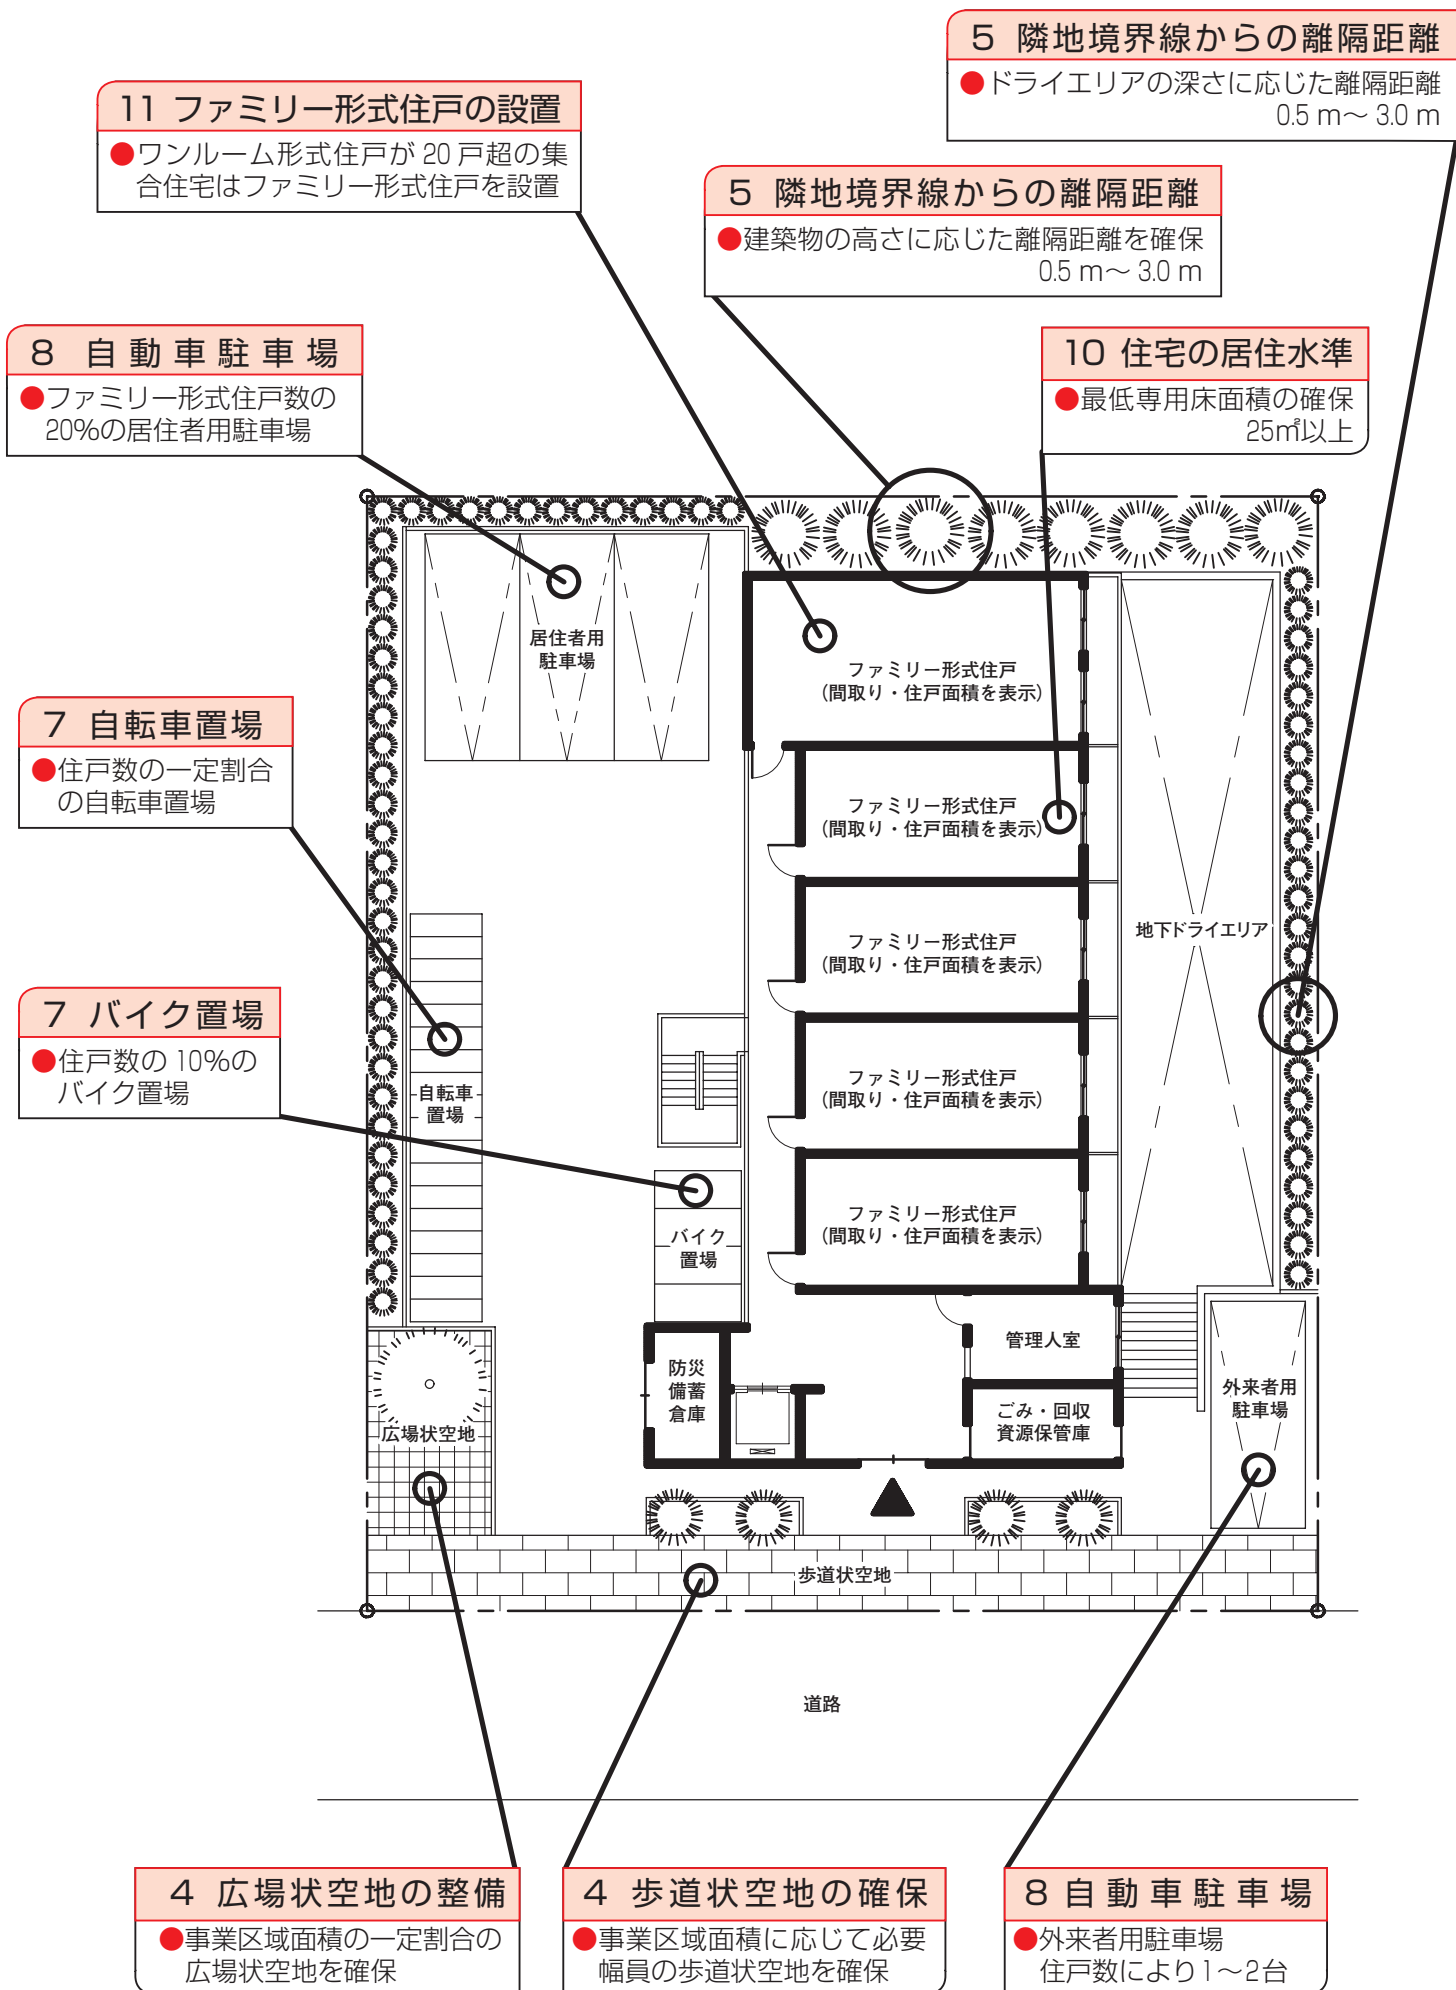 5 隣地境界線からの離隔距離
●ドライエリアの深さに応じた離隔距離
0.5 m〜 3.0 m
11 ファミリー形式住戸の設置
●ワンルーム形式住戸が 20 戸超の集
合住宅はファミリー形式住戸を設置
5 隣地境界線からの離隔距離
●建築物の高さに応じた離隔距離を確保
0.5 m〜 3.0 m
8 自動車駐車場
●ファミリー形式住戸数の
20%の居住者用駐車場
10 住宅の居住水準
●最低専用床面積の確保
25㎡以上
居住者用
駐車場
ファミリー形式住戸
(間取り・住戸面積を表示)
7 自転車置場
●住戸数の一定割合
の自転車置場
ファミリー形式住戸
(間取り・住戸面積を表示)
地下ドライエリア
ファミリー形式住戸
(間取り・住戸面積を表示)
7 バイク置場
●住戸数の 10%の
バイク置場
自転車
置場
ファミリー形式住戸
(間取り・住戸面積を表示)
バイク
置場
ファミリー形式住戸
(間取り・住戸面積を表示)
管理人室
防災
備蓄
倉庫
ごみ・回収
資源保管庫
外来者用
駐車場
広場状空地
歩道状空地
道路
4 広場状空地の整備
●事業区域面積の一定割合の
広場状空地を確保
4 歩道状空地の確保
●事業区域面積に応じて必要
幅員の歩道状空地を確保
8 自動車駐車場
●外来者用駐車場
住戸数により1〜2台